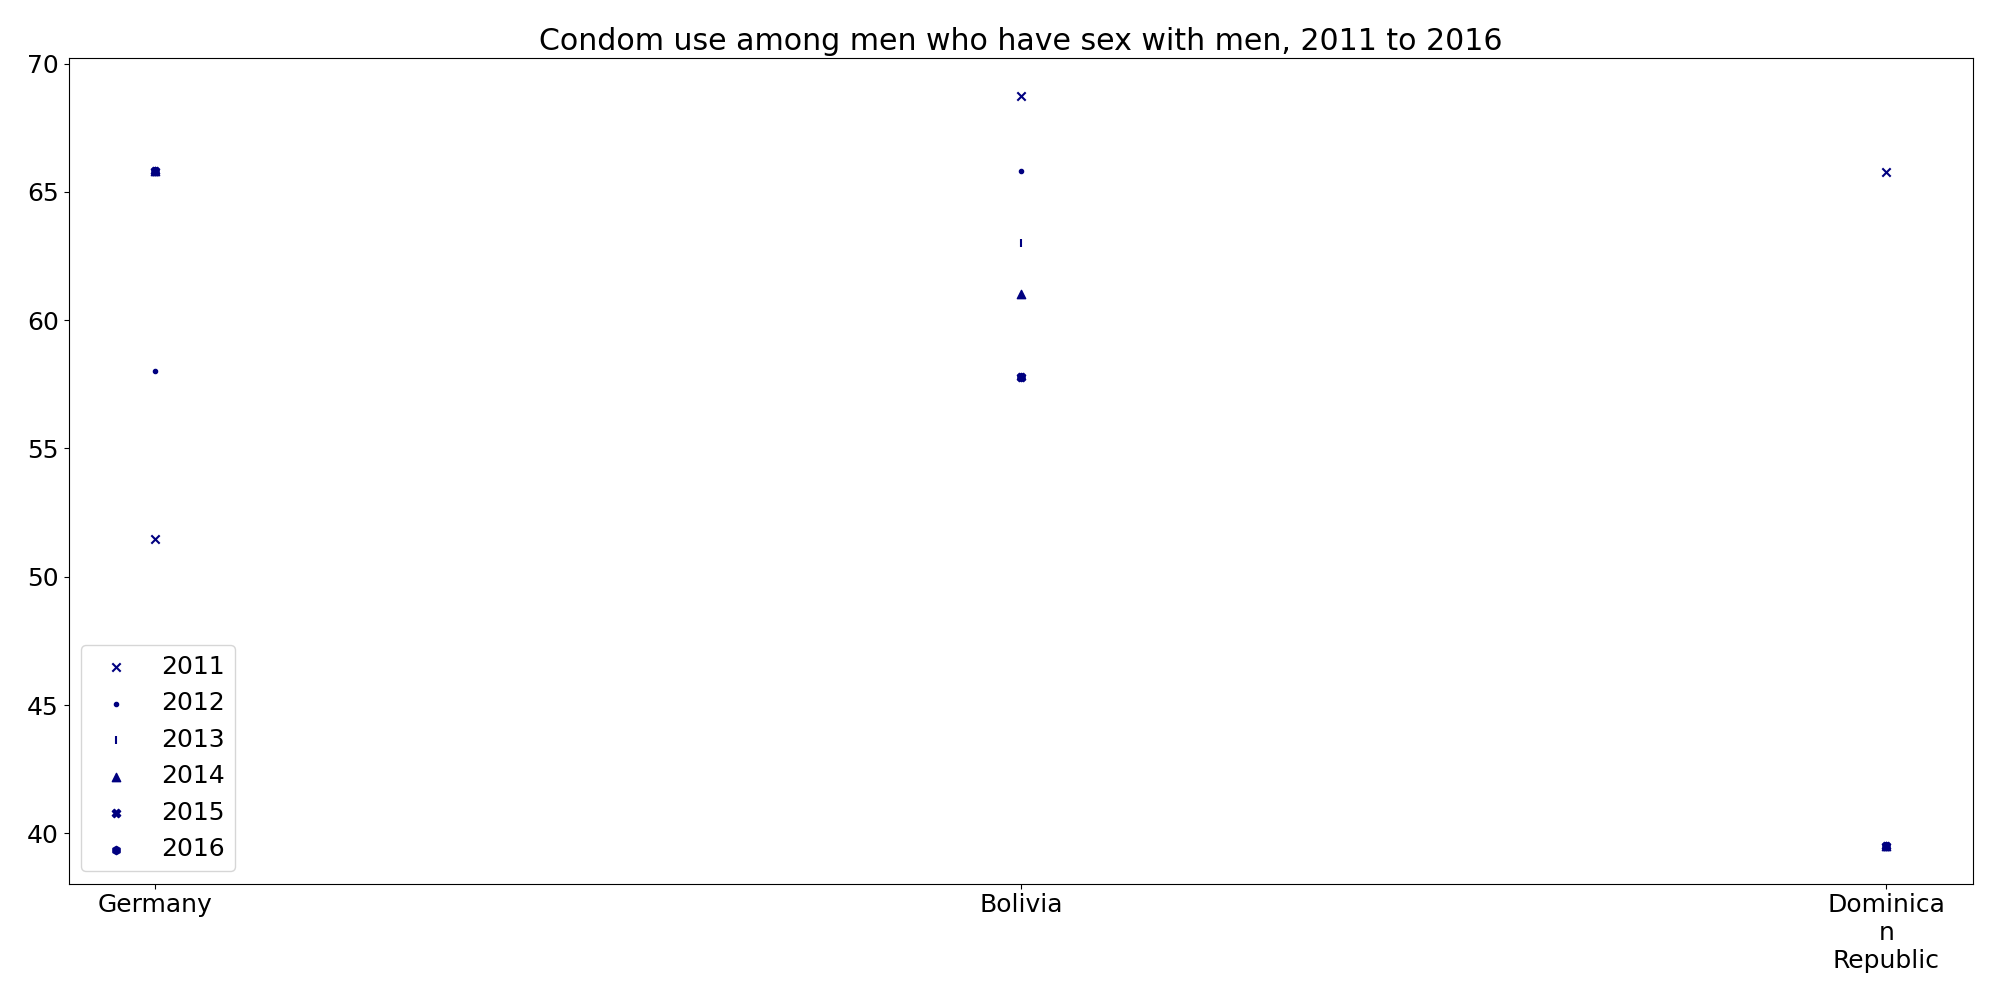 Condom use among men who have sex with men, 2011 to 2016
70
65
60
55
50
45
40
2011
2012
2013
2014
2015
2016
Germany
Bolivia
Dominica
n
Republic